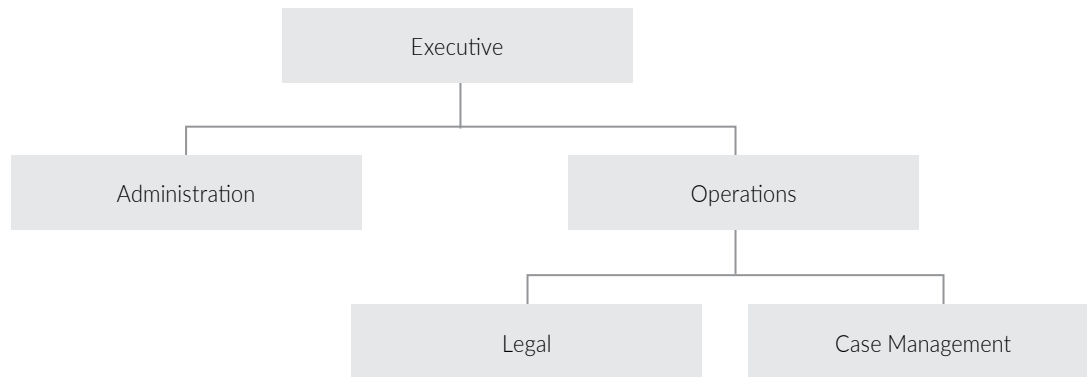 Executive
Administration
Operations
Legal
Case Management